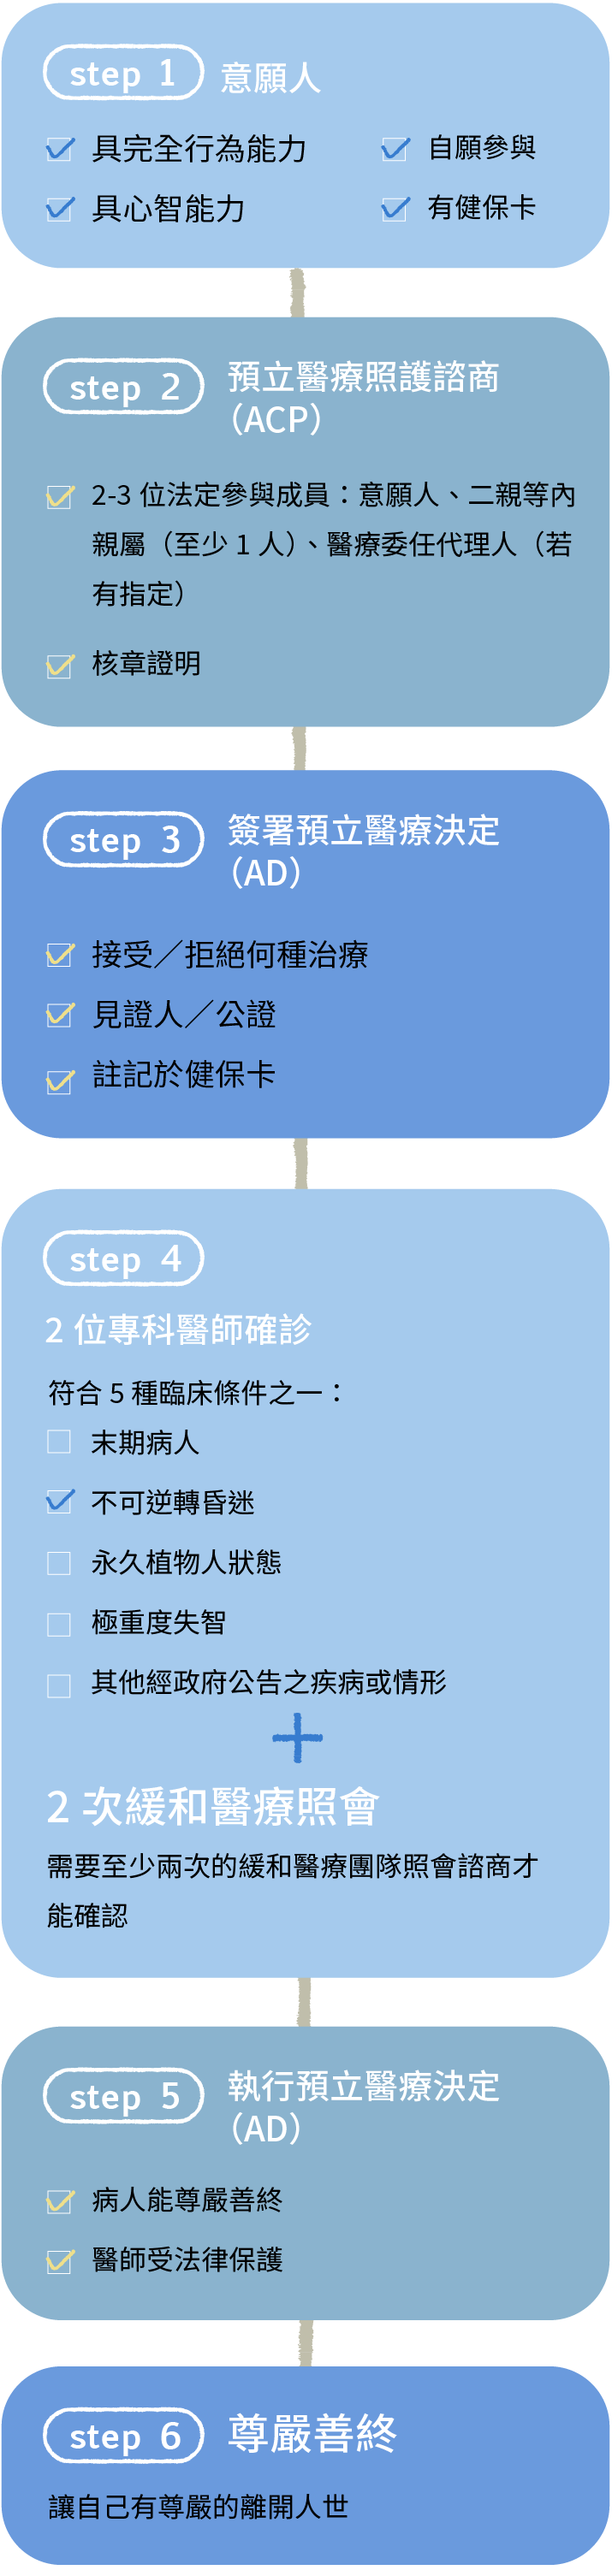 step 1 意願人
具完全行為能力 自願參與
具心智能力 有健保卡
step 2 預立醫療照護諮商
（ACP）
2-3 位法定參與成員：意願人、二親等內
親屬（至少 1 人）、醫療委任代理人（若
有指定）
核章證明
step 3 簽署預立醫療決定
（AD）
接受／拒絕何種治療
見證人／公證
註記於健保卡
step 4
2 位專科醫師確診
符合 5 種臨床條件之一：
末期病人
不可逆轉昏迷
永久植物人狀態
極重度失智
其他經政府公告之疾病或情形
+
2 次緩和醫療照會
需要至少兩次的緩和醫療團隊照會諮商才
能確認
step 5 執行預立醫療決定
（AD）
病人能尊嚴善終
醫師受法律保護
step 6 尊嚴善終
讓自己有尊嚴的離開人世